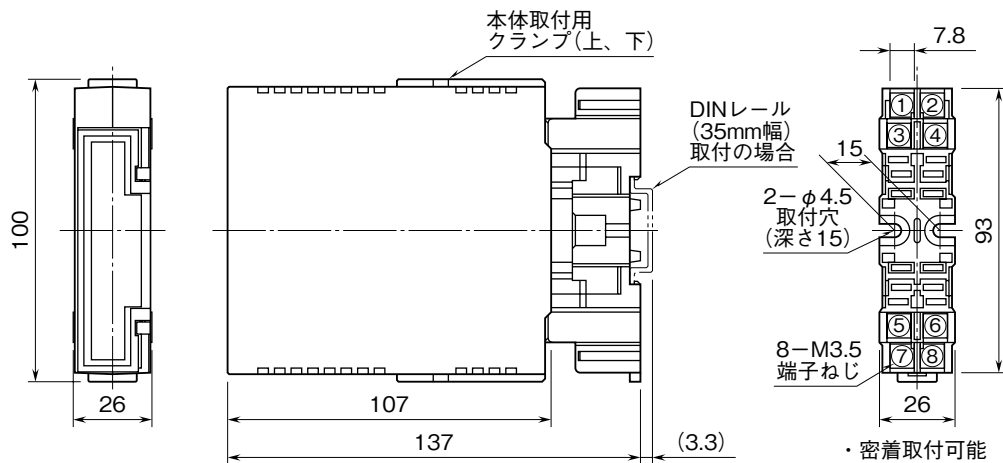 本体取付用
クランプ(上、下)
7.8
DINレール
(35mm幅)
取付の場合
① ②
③ ④
15
2−φ4.5
取付穴
(深さ15)
100
93
⑤ ⑥
⑦ ⑧
8−M3.5
端子ねじ
26
107
137
(3.3)
26
・密着取付可能